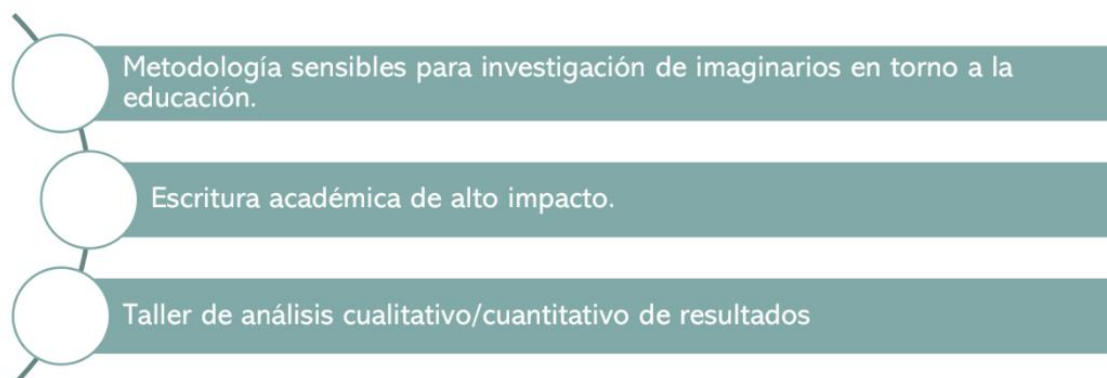 Metodología sensibles para investigación de imaginarios en torno a la
educación.
Escritura académica de alto impacto.
Taller de análisis cualitativo/cuantitativo de resultados